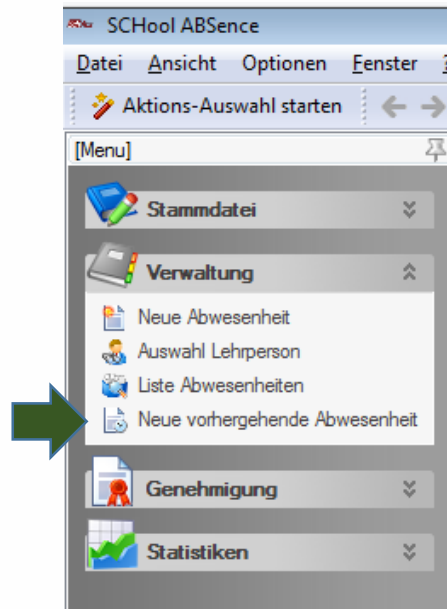 SCHool ABSence
Datei Ansicht Optionen Fenster ?
Aktions-Auswahl starten
[Menu]
Stammdatei
Verwaltung
Neue Abwesenheit
Auswahl Lehrperson
Liste Abwesenheiten
Neue vorhergehende Abwesenheit
Genehmigung
Statistiken